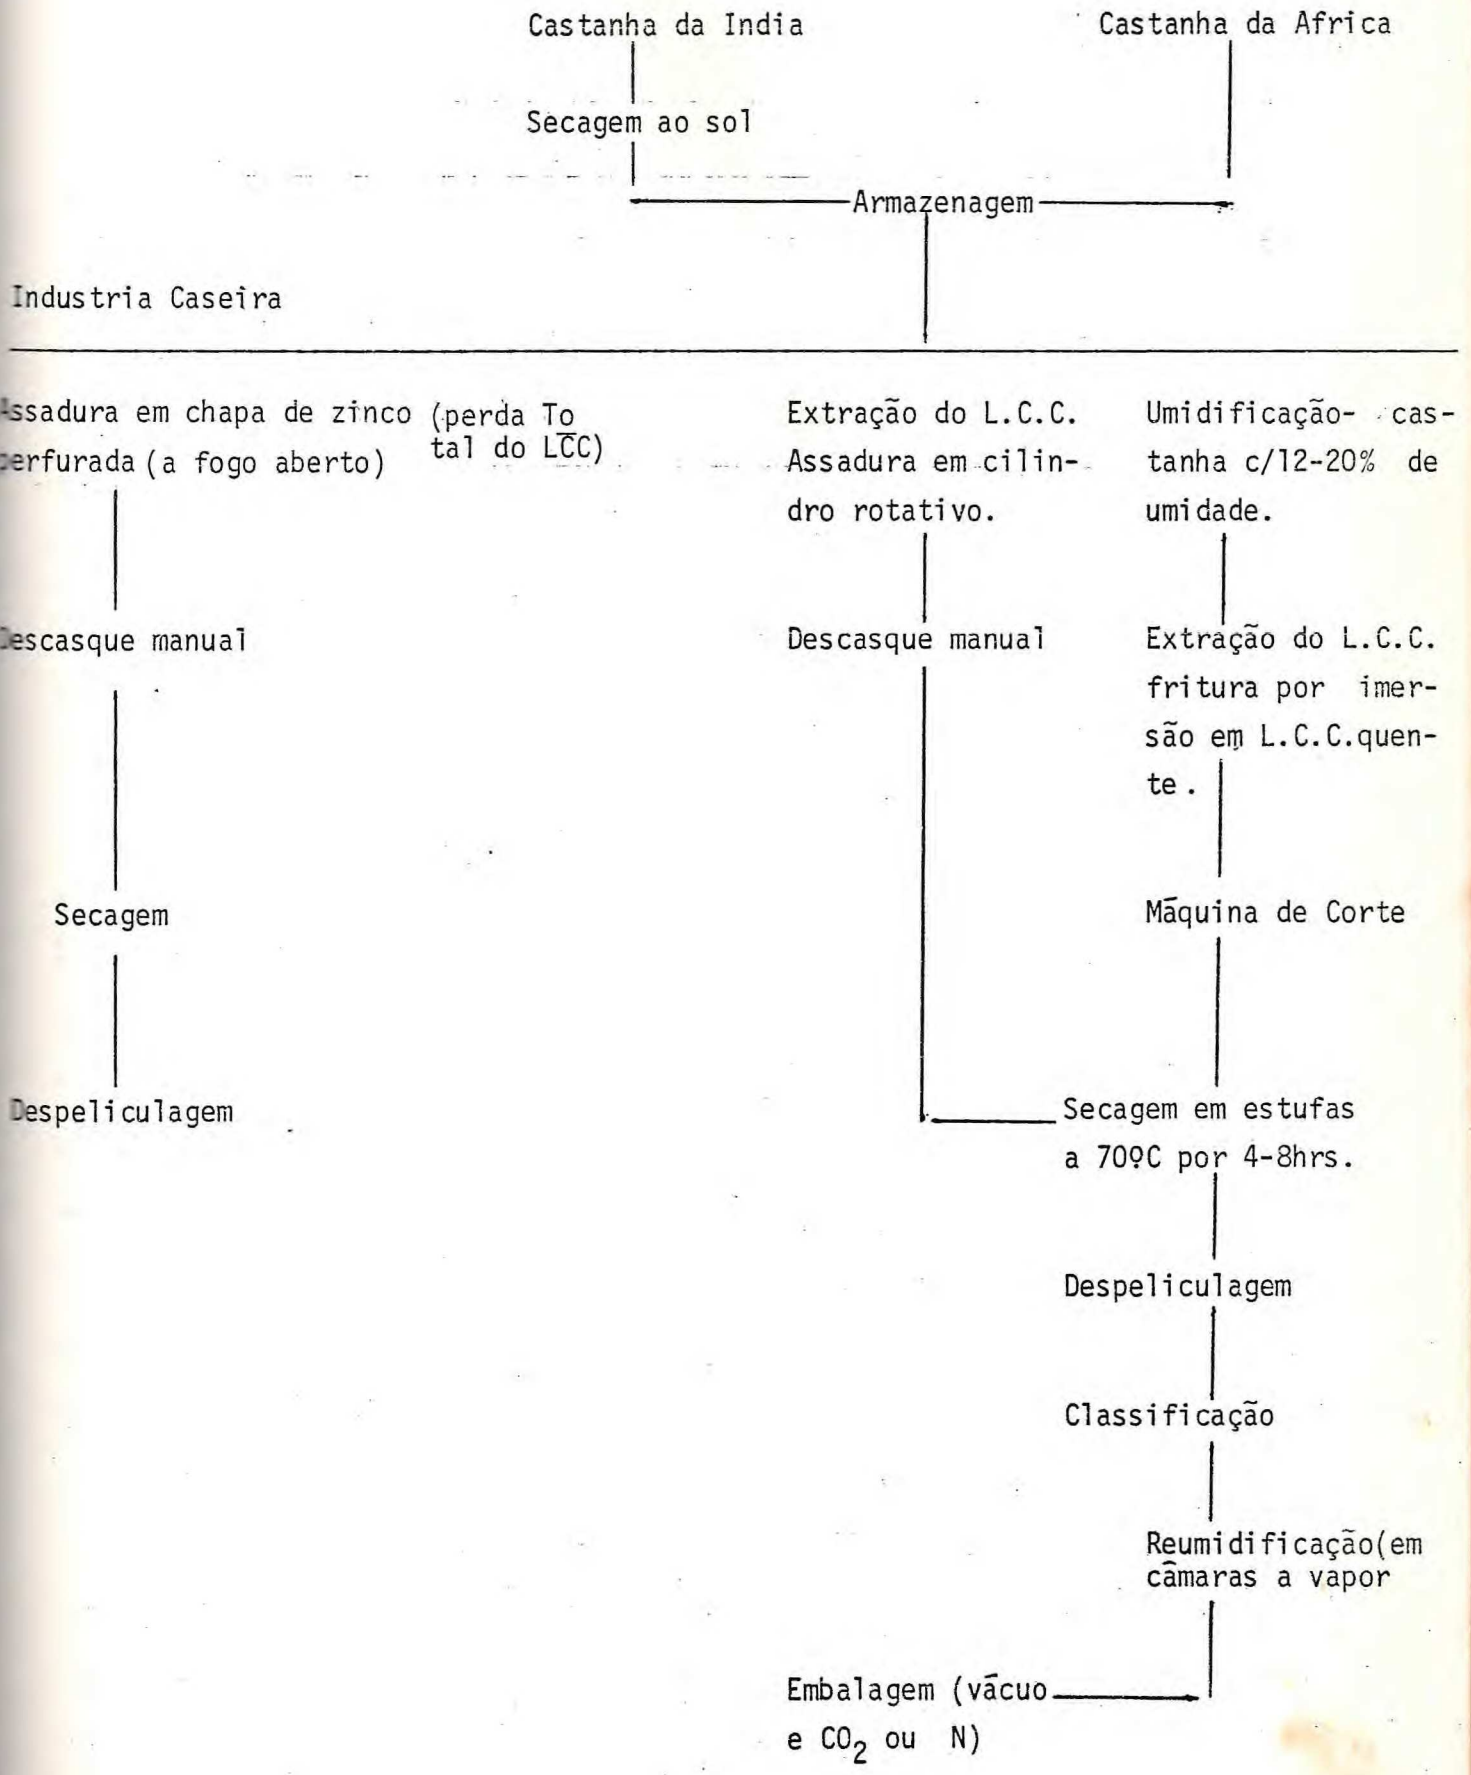 Castanha da India
Castanha da Africa
Secagem ao sol
Armazenagem
Industria Caseira
Assadura em chapa de zinco (perda To
tal do LCC)
perfurada (a fogo aberto)
Descasque manual
Secagem
Despeliculagem
Extração do L.C.C.
Assadura em cilin-
dro rotativo.
Descasque manual
Umidificação- cas-
tanha c/12-20% de
umidade.
Extração do L.C.C.
fritura por imer-
são em L.C.C.quen-
te.
Máquina de Corte
Secagem em estufas
a 70ºC por 4-8hrs.
Despeliculagem
Classificação
Reumidificação(em
câmaras a vapor
Embalagem (vácuo
e CO₂ ou N)